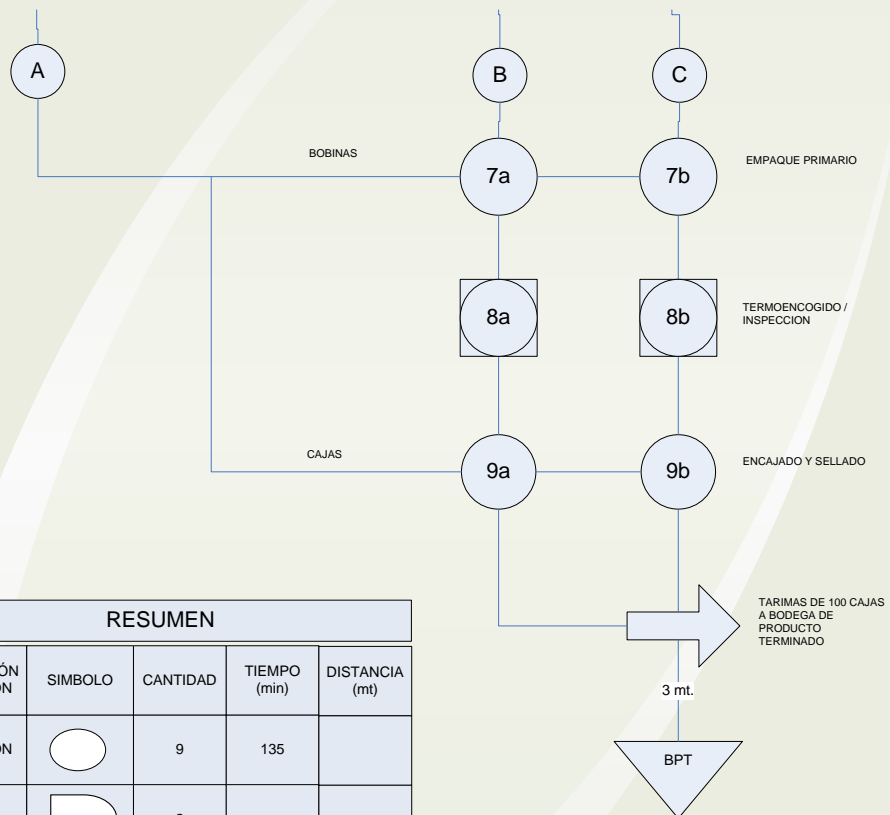 A
B
C
BOBINAS
7a
7b
EMPAQUE PRIMARIO
8a
8b
TERMOENCOGIDO /
INSPECCION
CAJAS
9a
9b
ENCAJADO Y SELLADO
TARIMAS DE 100 CAJAS
A BODEGA DE
PRODUCTO
TERMINADO
3 mt.
BPT
RESUMEN
SIMBOLO
CANTIDAD
TIEMPO
(min)
DISTANCIA
(mt)
9
135